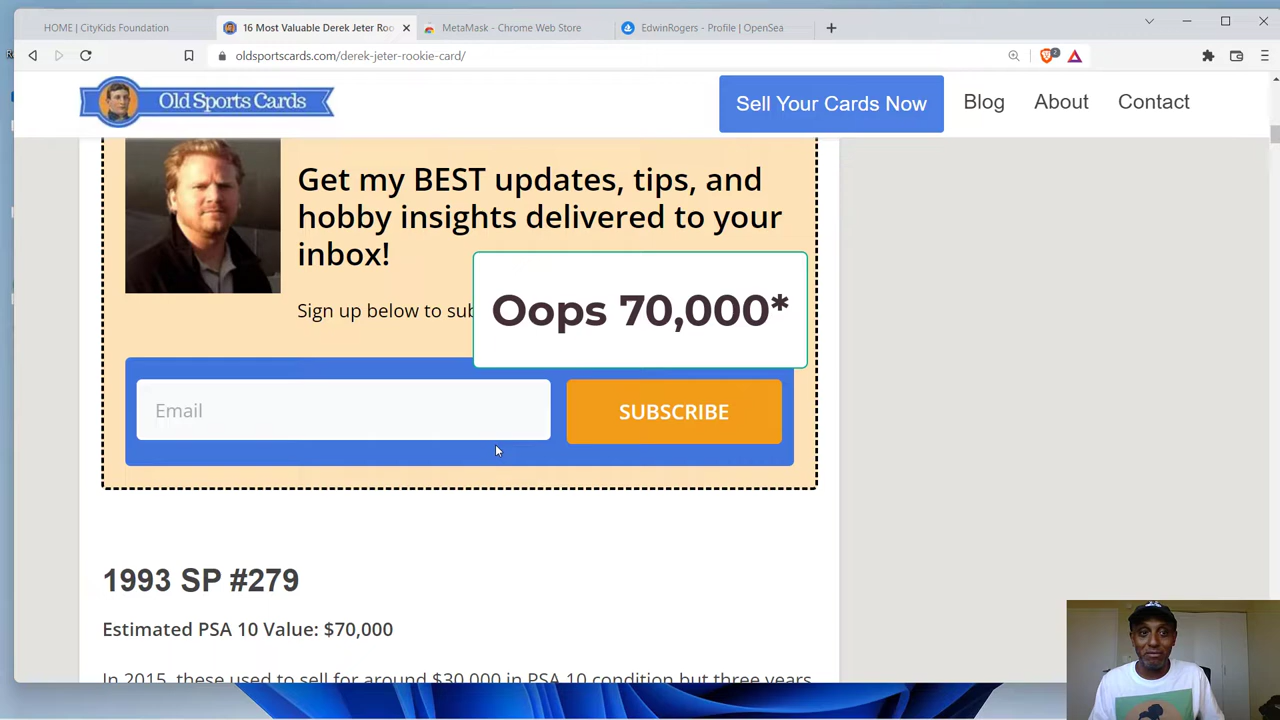 HOME | CityKids Foundation
16 Most Valuable Derek Jeter Roo
MetaMask - Chrome Web Store
EdwinRogers - Profile | OpenSea
oldsportscards.com/derek-jeter-rookie-card/
2
Old Sports Cards
Sell Your Cards Now
Blog
About
Contact
Get my BEST updates, tips, and
hobby insights delivered to your
inbox!
Sign up below to sub
Oops 70,000*
Email
SUBSCRIBE
1993 SP #279
Estimated PSA 10 Value: $70,000
In 2015, these used to sell for around $30,000 in PSA 10 condition but three years